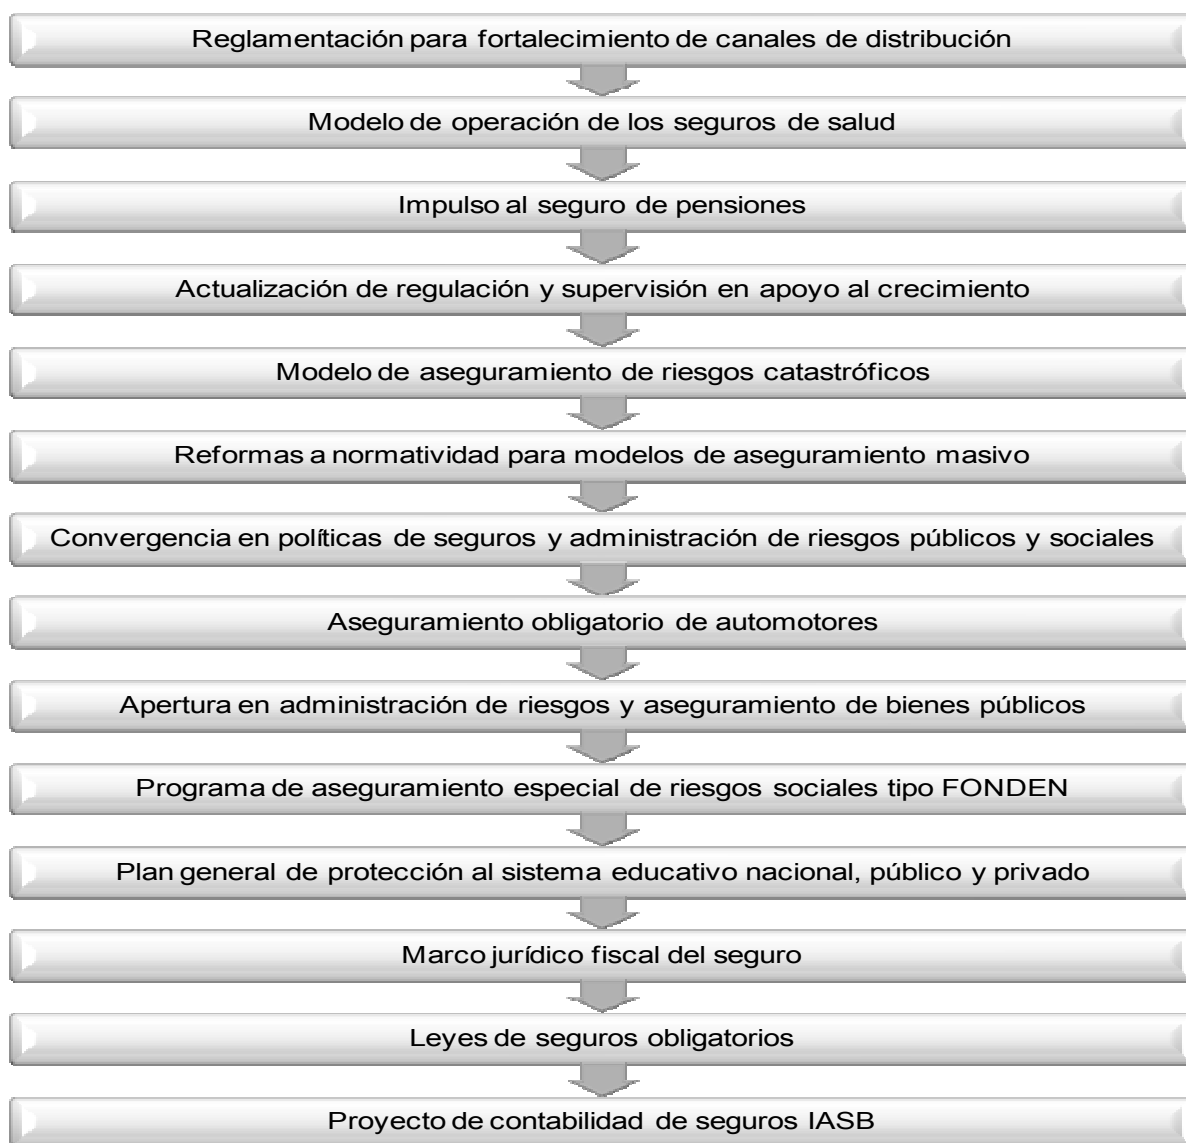 Reglamentación para fortalecimiento de canales de distribución
Modelo de operación de los seguros de salud
Impulso al seguro de pensiones
Actualización de regulación y supervisión en apoyo al crecimiento
Modelo de aseguramiento de riesgos catastróficos
Reformas a normatividad para modelos de aseguramiento masivo
Convergencia en políticas de seguros y administración de riesgos públicos y sociales
Aseguramiento obligatorio de automotores
Apertura en administración de riesgos y aseguramiento de bienes públicos
Programa de aseguramiento especial de riesgos sociales tipo FONDEN
Plan general de protección al sistema educativo nacional, público y privado
Marco jurídico fiscal del seguro
Leyes de seguros obligatorios
Proyecto de contabilidad de seguros IASB